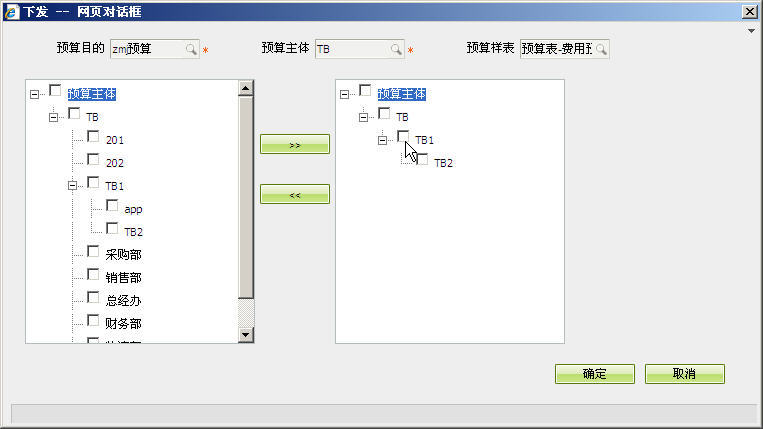 下发 -- 网页对话框
预算目的 zmj预算 * 预算主体 TB * 预算样表 预算表-费用预
预算主体
TB
201
202
TB1
app
TB2
采购部
销售部
总经办
财务部
>>
<<
预算主体
TB
TB1
TB2
确定 取消